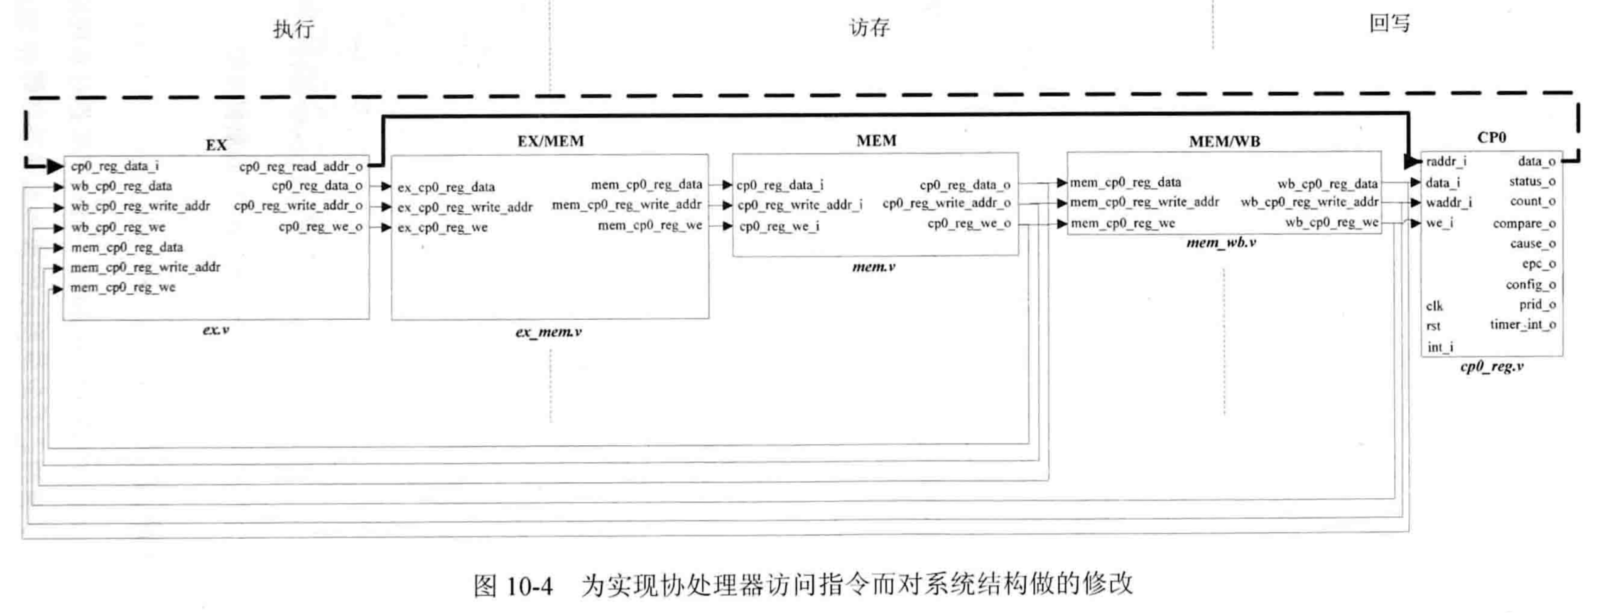 执行
访存
回写
EX
cp0_reg_data_i
wb_cp0_reg_data
wb_cp0_reg_write_addr
wb_cp0_reg_we
mem_cp0_reg_data
mem_cp0_reg_write_addr
mem_cp0_reg_we
cp0_reg_read_addr_o
cp0_reg_data_o
cp0_reg_write_addr_o
cp0_reg_we_o
ex.v
EX/MEM
ex_cp0_reg_data
ex_cp0_reg_write_addr
ex_cp0_reg_we
mem_cp0_reg_data
mem_cp0_reg_write_addr
mem_cp0_reg_we
ex_mem.v
MEM
cp0_reg_data_i
cp0_reg_write_addr_i
cp0_reg_we_i
cp0_reg_data_o
cp0_reg_write_addr_o
cp0_reg_we_o
mem.v
MEM/WB
mem_cp0_reg_data
mem_cp0_reg_write_addr
mem_cp0_reg_we
wb_cp0_reg_data
wb_cp0_reg_write_addr
wb_cp0_reg_we
mem_wb.v
CP0
raddr_i
data_i
waddr_i
we_i
clk
rst
int_i
data_o
status_o
count_o
compare_o
cause_o
epc_o
config_o
prid_o
timer_int_o
cp0_reg.v
图 10-4 为实现协处理器访问指令而对系统结构做的修改